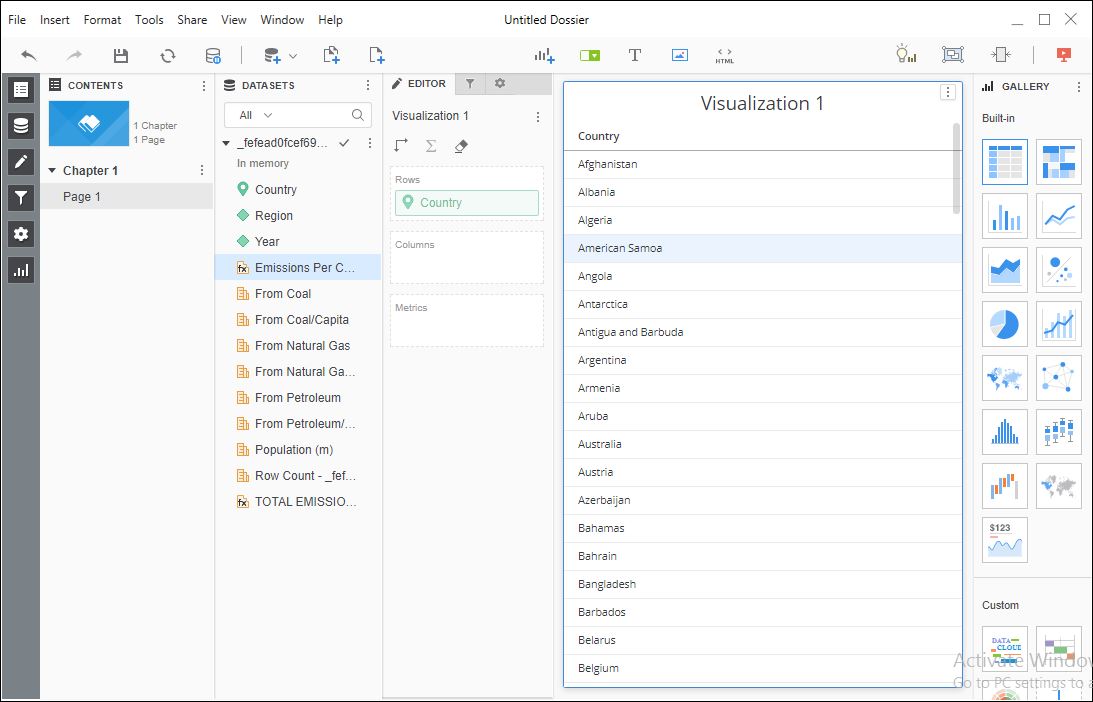 File Insert Format Tools Share View Window Help
Untitled Dossier
HTML
CONTENTS
1 Chapter
1 Page
Chapter 1
Page 1
DATASETS
All
_fefead0fcef69...
In memory
Country
Region
Year
Emissions Per C...
From Coal
From Coal/Capita
From Natural Gas
From Natural Ga...
From Petroleum
From Petroleum/...
Population (m)
Row Count - _fef...
TOTAL EMISSIO...
EDITOR
Visualization 1
Rows
Country
Columns
Metrics
Visualization 1
Country
Afghanistan
Albania
Algeria
American Samoa
Angola
Antarctica
Antigua and Barbuda
Argentina
Armenia
Aruba
Australia
Austria
Azerbaijan
Bahamas
Bahrain
Bangladesh
Barbados
Belarus
Belgium
GALLERY
Built-in
$123
Custom
DATA
CLOUD
Activate Window
Go to PC settings to a